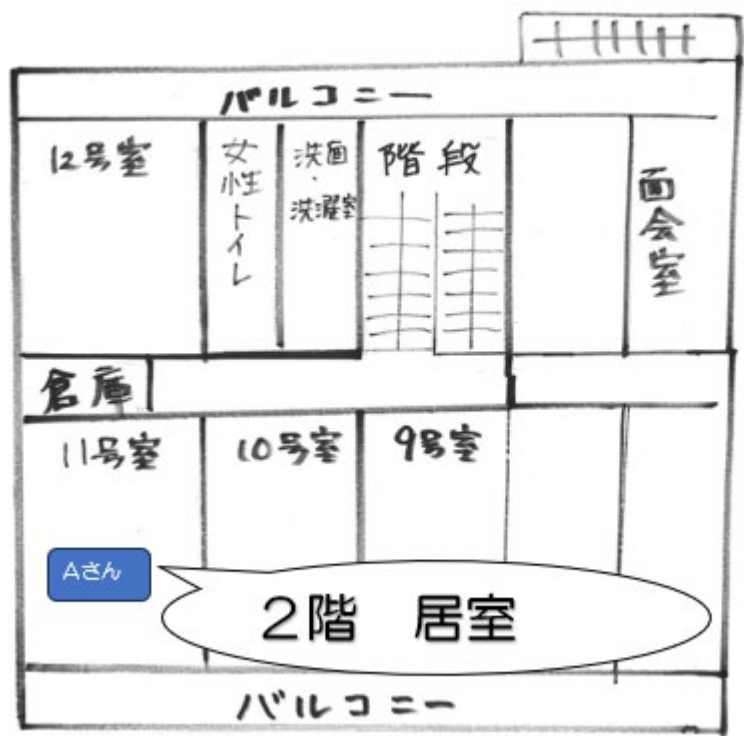 バルコニー
12号室
女性トイレ
洗面・
洗濯室
階段
面会室
倉庫
11号室
10号室
9号室
Aさん
2階 居室
バルコニー